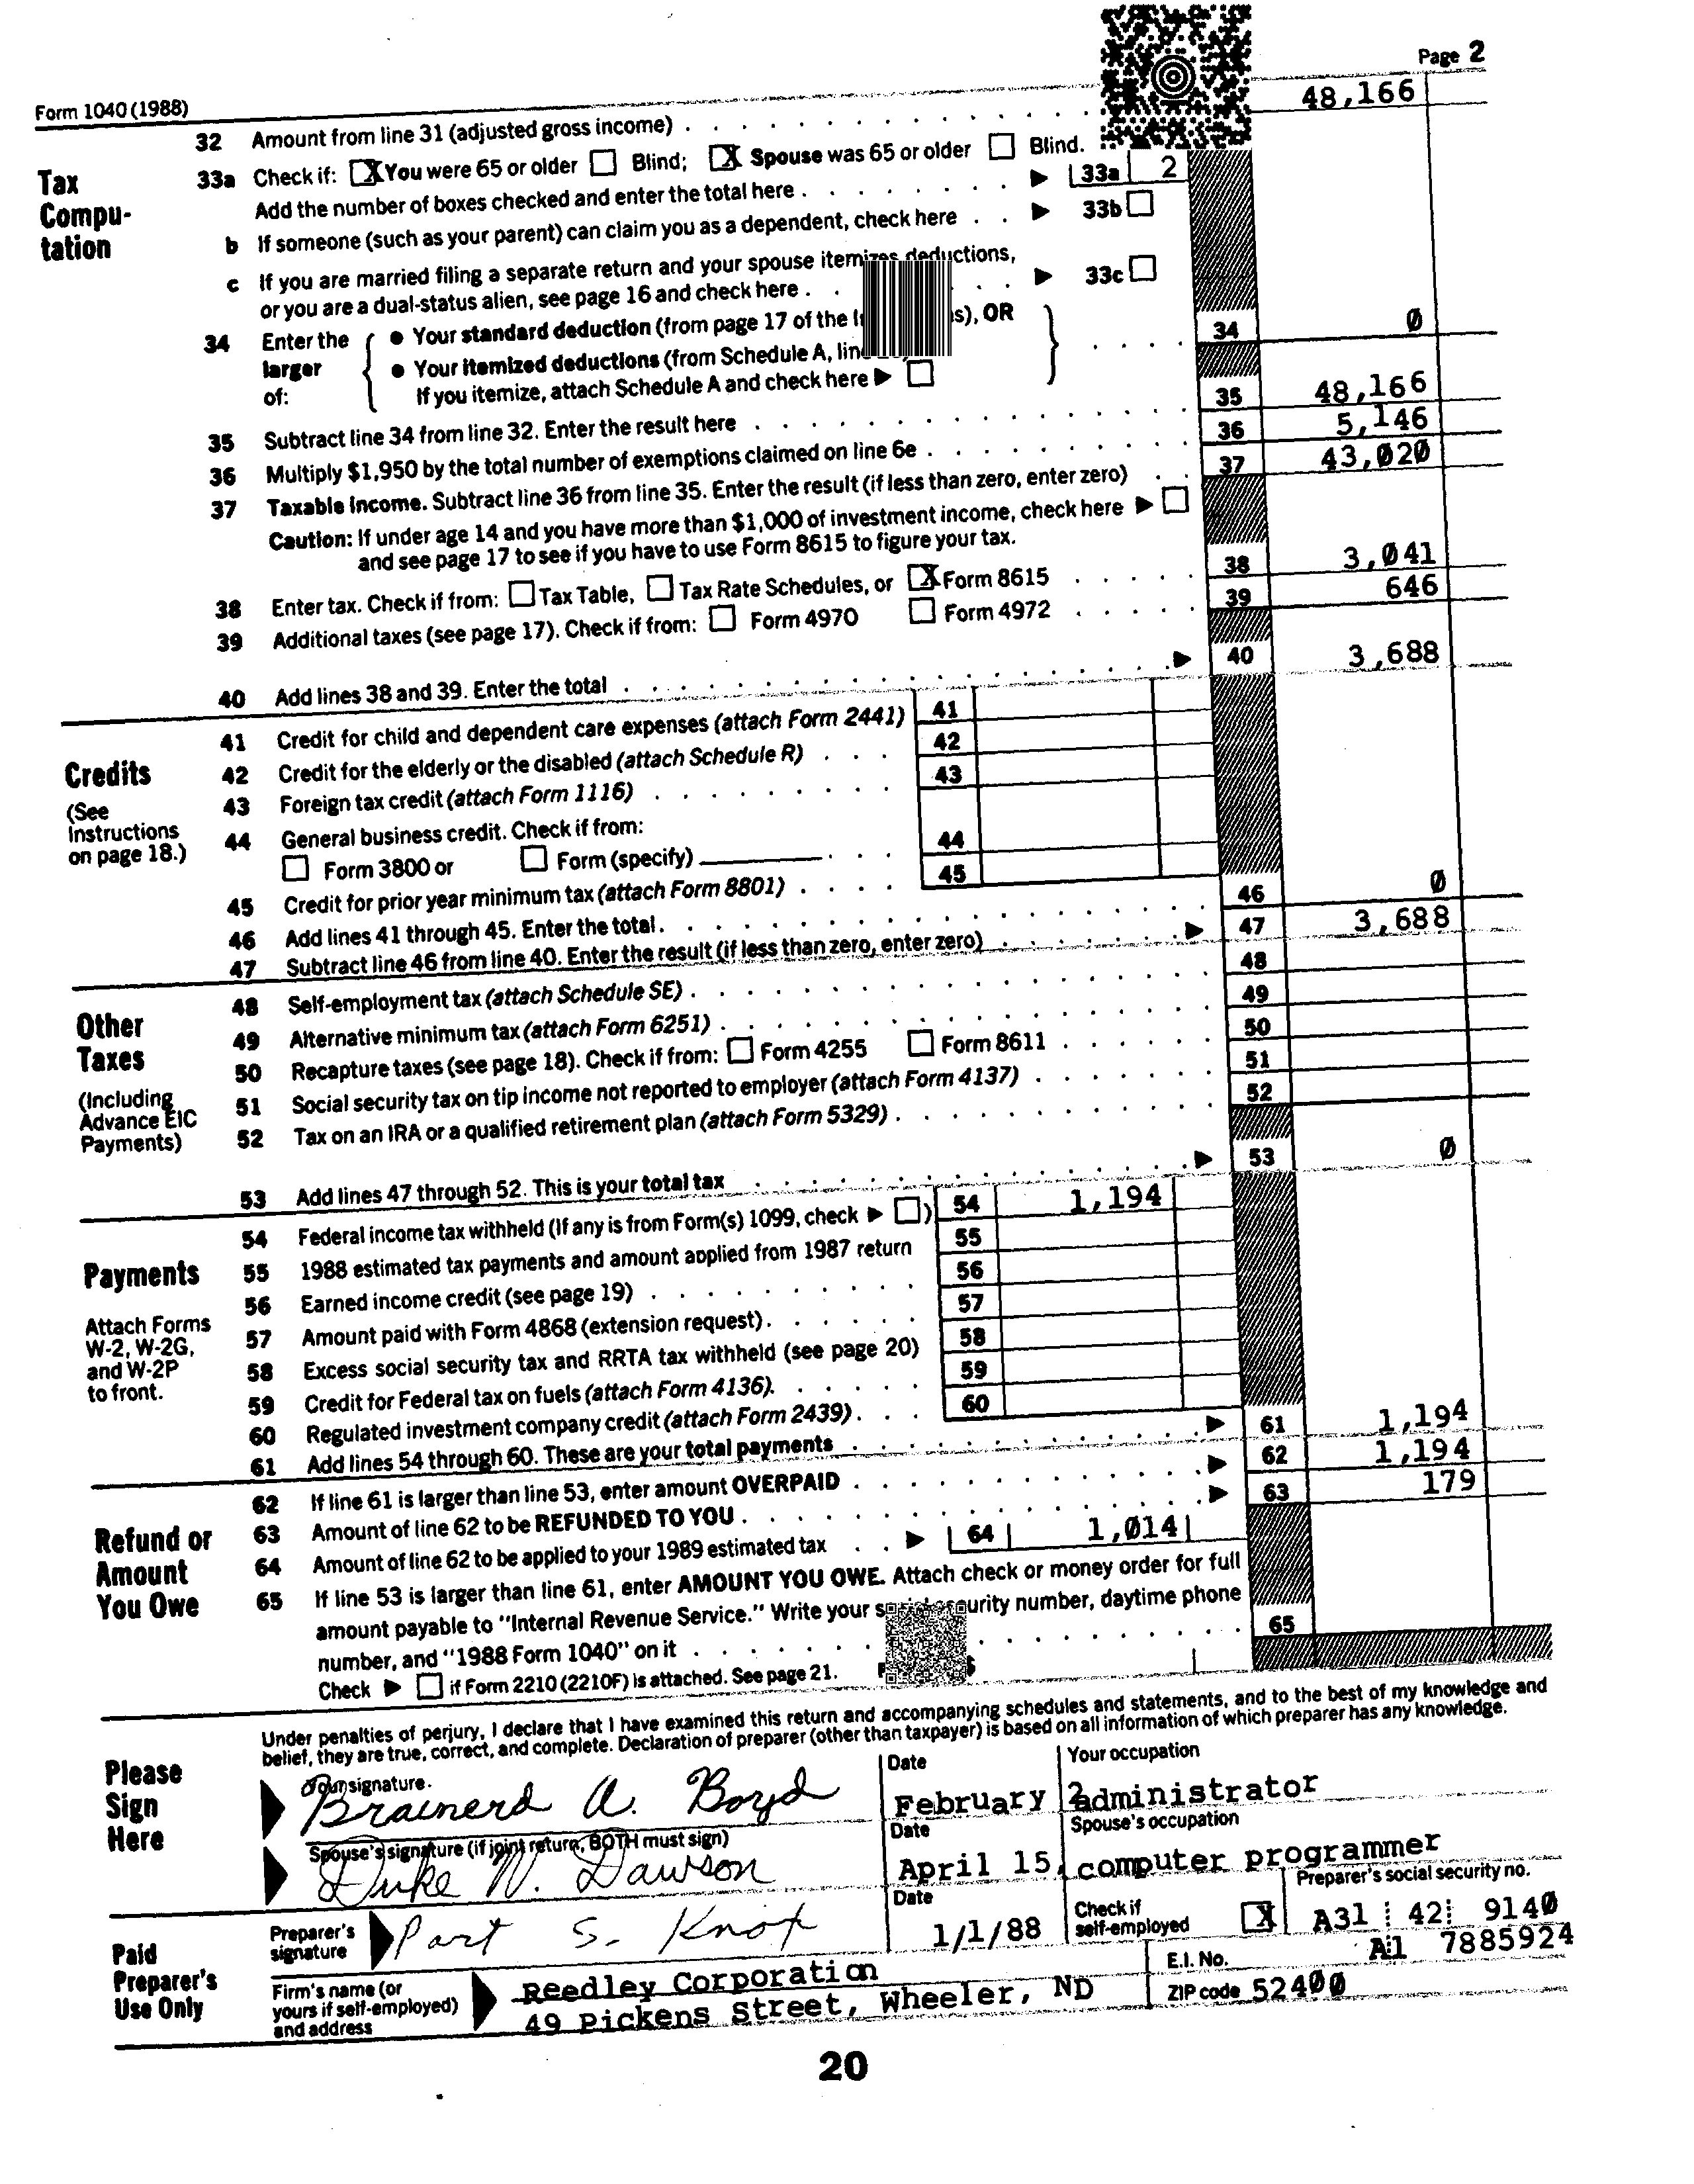 Page 2
Form 1040 (1988)
32 Amount from line 31 (adjusted gross income) 48,166
Tax Compu- tation
33a Check if: X You were 65 or older Blind; X Spouse was 65 or older Blind.
Add the number of boxes checked and enter the total here 33a 2
b If someone (such as your parent) can claim you as a dependent, check here 33b
c If you are married filing a separate return and your spouse itemizes deductions,
or you are a dual-status alien, see page 16 and check here 33c
34 Enter the larger of:
• Your standard deduction (from page 17 of the s), OR 34 0
• Your itemized deductions (from Schedule A,
If you itemize, attach Schedule A and check here
35 Subtract line 34 from line 32. Enter the result here 35 48,166
36 Multiply $1,950 by the total number of exemptions claimed on line 6e 36 5,146
37 Taxable income. Subtract line 36 from line 35. Enter the result (if less than zero, enter zero) 37 43,020
Caution: If under age 14 and you have more than $1,000 of investment income, check here
and see page 17 to see if you have to use Form 8615 to figure your tax.
38 Enter tax. Check if from: Tax Table, Tax Rate Schedules, or X Form 8615 38 3,041
39 Additional taxes (see page 17). Check if from: Form 4970 Form 4972 39 646
40 Add lines 38 and 39. Enter the total 40 3,688
Credits
(See Instructions on page 18.)
41 Credit for child and dependent care expenses (attach Form 2441) 41
42 Credit for the elderly or the disabled (attach Schedule R) 42
43 Foreign tax credit (attach Form 1116) 43
44 General business credit. Check if from:
Form 3800 or Form (specify) 44
45 Credit for prior year minimum tax (attach Form 8801) 45
46 Add lines 41 through 45. Enter the total. 46 0
47 Subtract line 46 from line 40. Enter the result (if less than zero, enter zero) 47 3,688
Other Taxes
(Including Advance EIC Payments)
48 Self-employment tax (attach Schedule SE) 48
49 Alternative minimum tax (attach Form 6251) 49
50 Recapture taxes (see page 18). Check if from: Form 4255 Form 8611 50
51 Social security tax on tip income not reported to employer (attach Form 4137) 51
52 Tax on an IRA or a qualified retirement plan (attach Form 5329) 52
53 Add lines 47 through 52. This is your total tax 53 0
Payments
Attach Forms W-2, W-2G, and W-2P to front.
54 Federal income tax withheld (If any is from Form(s) 1099, check ) 54 1,194
55 1988 estimated tax payments and amount applied from 1987 return 55
56 Earned income credit (see page 19) 56
57 Amount paid with Form 4868 (extension request). 57
58 Excess social security tax and RRTA tax withheld (see page 20) 58
59 Credit for Federal tax on fuels (attach Form 4136). 59
60 Regulated investment company credit (attach Form 2439) 60
61 Add lines 54 through 60. These are your total payments 61 1,194
Refund or Amount You Owe
62 If line 61 is larger than line 53, enter amount OVERPAID 62 1,194
63 Amount of line 62 to be REFUNDED TO YOU 63 179
64 Amount of line 62 to be applied to your 1989 estimated tax 64 1,014
65 If line 53 is larger than line 61, enter AMOUNT YOU OWE. Attach check or money order for full
amount payable to "Internal Revenue Service." Write your social security number, daytime phone
number, and "1988 Form 1040" on it 65
Check if Form 2210 (2210F) is attached. See page 21. $
Under penalties of perjury, I declare that I have examined this return and accompanying schedules and statements, and to the best of my knowledge and
belief, they are true, correct, and complete. Declaration of preparer (other than taxpayer) is based on all information of which preparer has any knowledge.
Please Sign Here
Your signature. Date Your occupation
Brainerd A. Boyd February 2 administrator
Spouse's signature (if joint return, BOTH must sign) Date Spouse's occupation
Duke W. Dawson April 15, computer programmer
Paid Preparer's Use Only
Preparer's signature Date Check if self-employed X Preparer's social security no.
Part S. Knox 1/1/88 A31 42 9140
Firm's name (or yours if self-employed) and address
Reedley Corporation E.I. No. A1 7885924
49 Pickens Street, Wheeler, ND ZIP code 52400
20